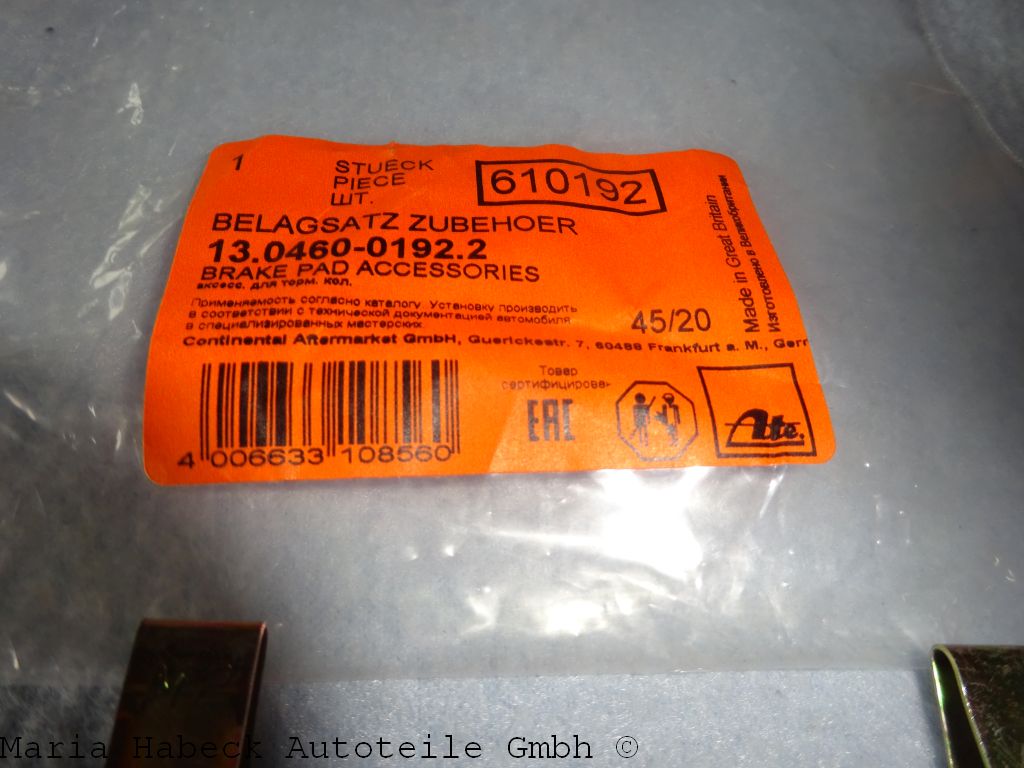 1
STUECK
PIECE
ШТ.
610192
BELAGSATZ ZUBEHOER
13.0460-0192.2
BRAKE PAD ACCESSORIES
аксесс. для торм. кол.
Применяемость согласно каталогу. Установку производить
в соответствии с технической документацией автомобиля
в специализированных мастерских
45/20
Made in Great Britain
Изготовлено в Великобритании
Continental Aftermarket GmbH, Guerickestr. 7, 60488 Frankfurt a. M., Gerr
Товар
сертифицирован
EAC
Ate.
4 006633 108560
Maria Habeck Autoteile Gmbh ©